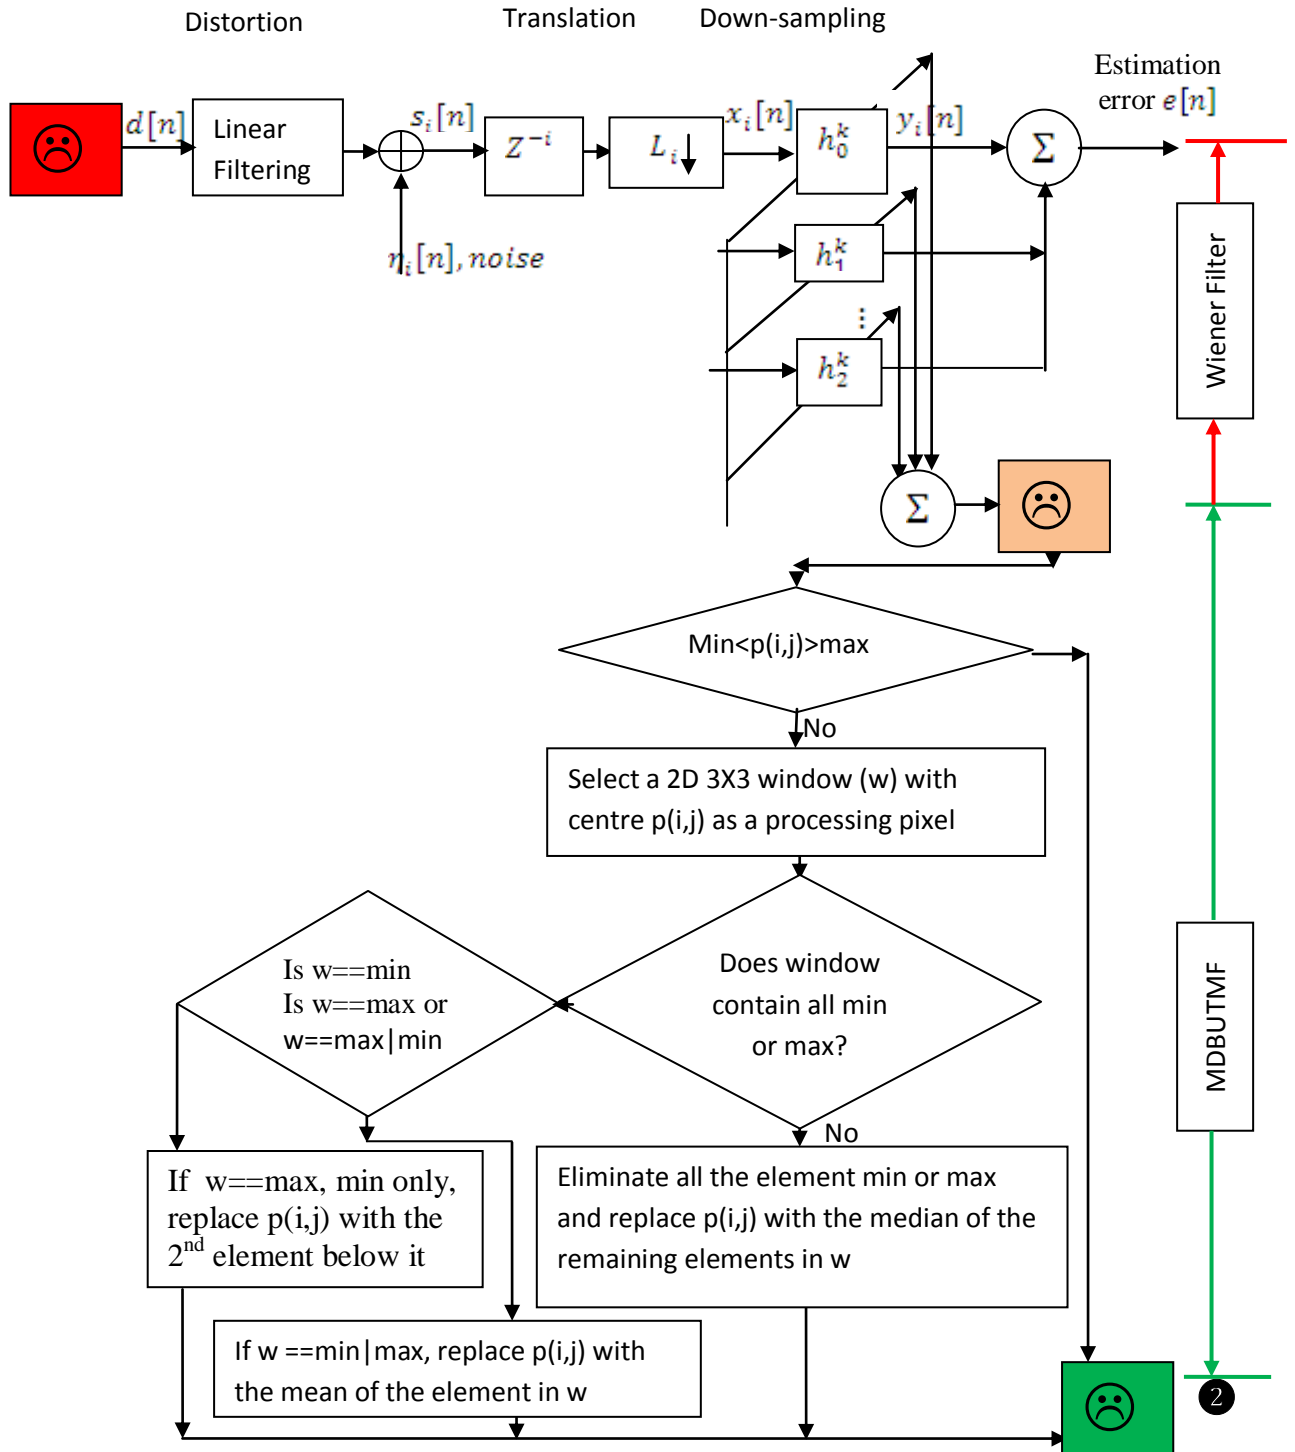 Distortion
Translation
Down-sampling
Estimation
error e[n]
d[n]
Linear
Filtering
s_i[n]
Z^{-i}
L_i
x_i[n]
h_0^k
y_i[n]
Σ
η_i[n], noise
h_1^k
⋮
h_2^k
Σ
Wiener Filter
Min<p(i,j)>max
No
Select a 2D 3X3 window (w) with
centre p(i,j) as a processing pixel
Is w==min
Is w==max or
w==max|min
Does window
contain all min
or max?
MDBUTMF
No
If w==max, min only,
replace p(i,j) with the
2nd element below it
Eliminate all the element min or max
and replace p(i,j) with the median of the
remaining elements in w
If w ==min|max, replace p(i,j) with
the mean of the element in w
2